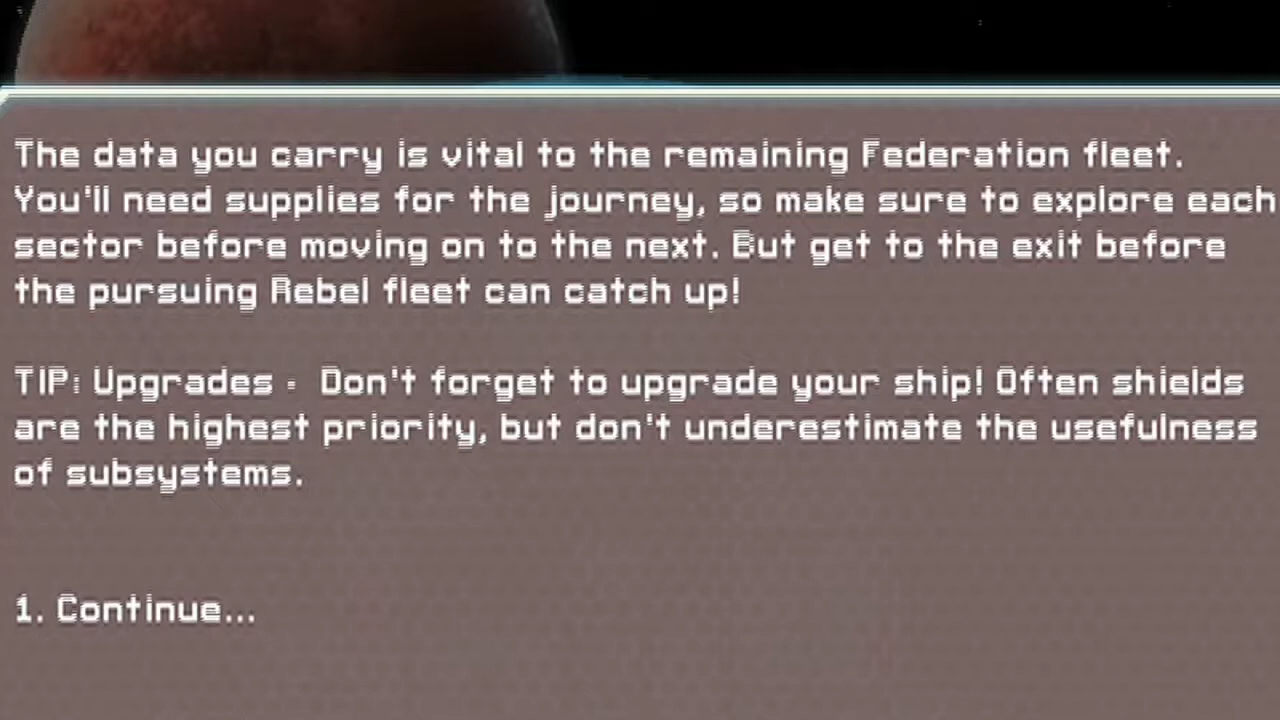 The data you carry is vital to the remaining Federation fleet.
You'll need supplies for the journey, so make sure to explore each
sector before moving on to the next. But get to the exit before
the pursuing Rebel fleet can catch up!
TIP: Upgrades - Don't forget to upgrade your ship! Often shields
are the highest priority, but don't underestimate the usefulness
of subsystems.
1. Continue...